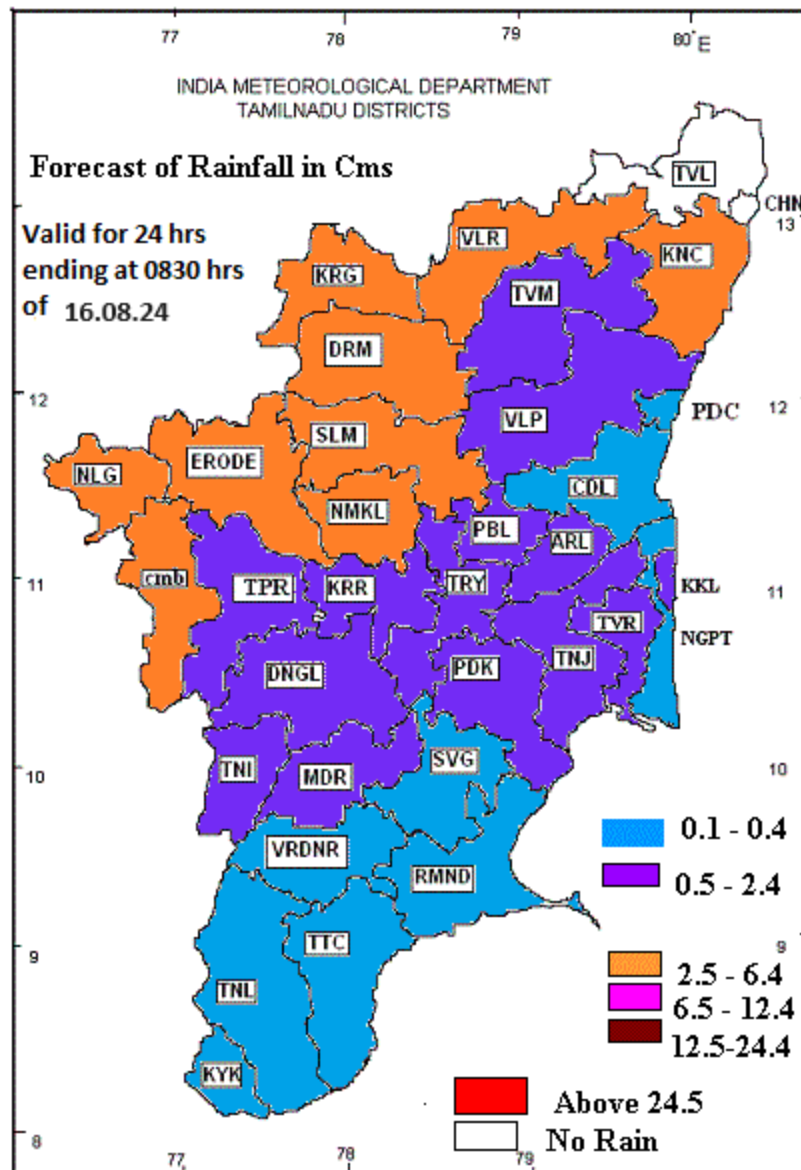 77 78 79 80° E
INDIA METEOROLOGICAL DEPARTMENT
TAMILNADU DISTRICTS
Forecast of Rainfall in Cms
TVL
CHN
13
Valid for 24 hrs
ending at 0830 hrs
of 16.08.24
VLR
KNC
KRG
TVM
DRM
12
12
PDC
VLP
SLM
ERODE
NLG
CDL
NMKL
PBL
ARL
11
cmb
TPR
KRR
TRY
KKL
11
TVR
NGPT
DNGL
PDK
TNJ
10
TNI
MDR
SVG
10
0.1 - 0.4
VRDNR
RMND
0.5 - 2.4
9
TTC
9
2.5 - 6.4
TNL
6.5 - 12.4
12.5-24.4
KYK
Above 24.5
8
No Rain
77 78 79